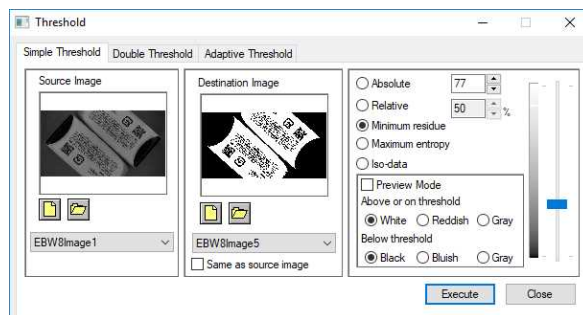 Threshold
Simple Threshold
Double Threshold
Adaptive Threshold
Source Image
EBW8Image1
Destination Image
EBW8Image5
Same as source image
Absolute 77
Relative 50 %
Minimum residue
Maximum entropy
Iso-data
Preview Mode
Above or on threshold
White Reddish Gray
Below threshold
Black Bluish Gray
Execute Close